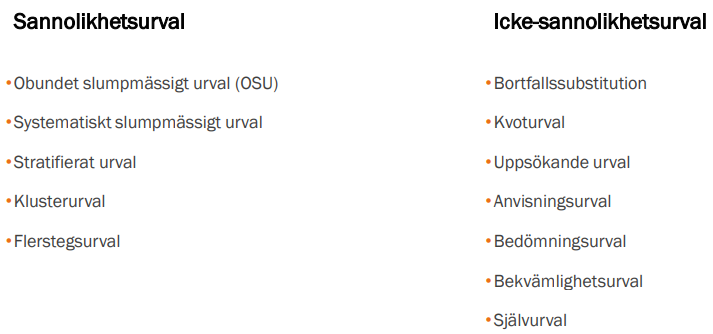 Sannolikhetsurval
• Obundet slumpmässigt urval (OSU)
• Systematiskt slumpmässigt urval
• Stratifierat urval
• Klusterurval
• Flerstegsurval
Icke-sannolikhetsurval
• Bortfallssubstitution
• Kvoturval
• Uppsökande urval
• Anvisningsurval
• Bedömningsurval
• Bekvämlighetsurval
• Självurval